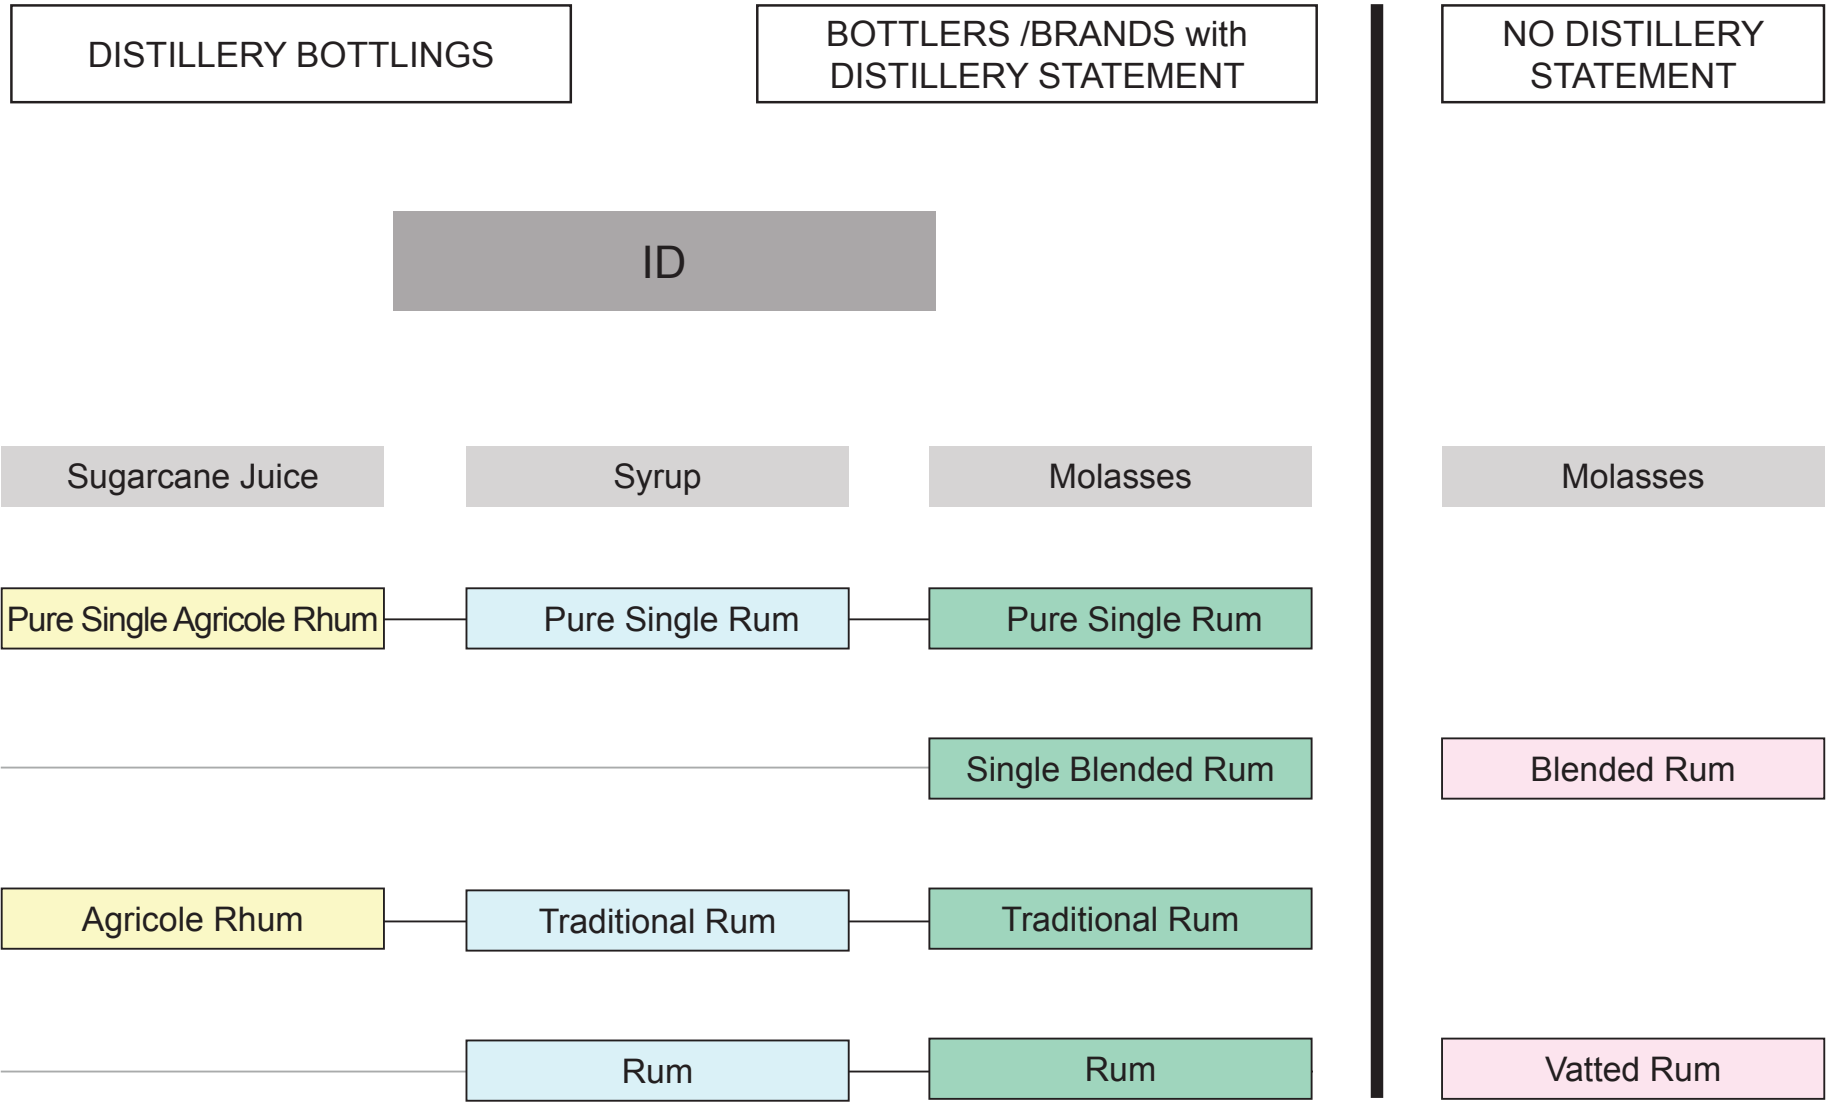 DISTILLERY BOTTLINGS
BOTTLERS /BRANDS with
DISTILLERY STATEMENT
NO DISTILLERY
STATEMENT
ID
Sugarcane Juice
Syrup
Molasses
Molasses
Pure Single Agricole Rhum
Pure Single Rum
Pure Single Rum
Single Blended Rum
Blended Rum
Agricole Rhum
Traditional Rum
Traditional Rum
Rum
Rum
Vatted Rum